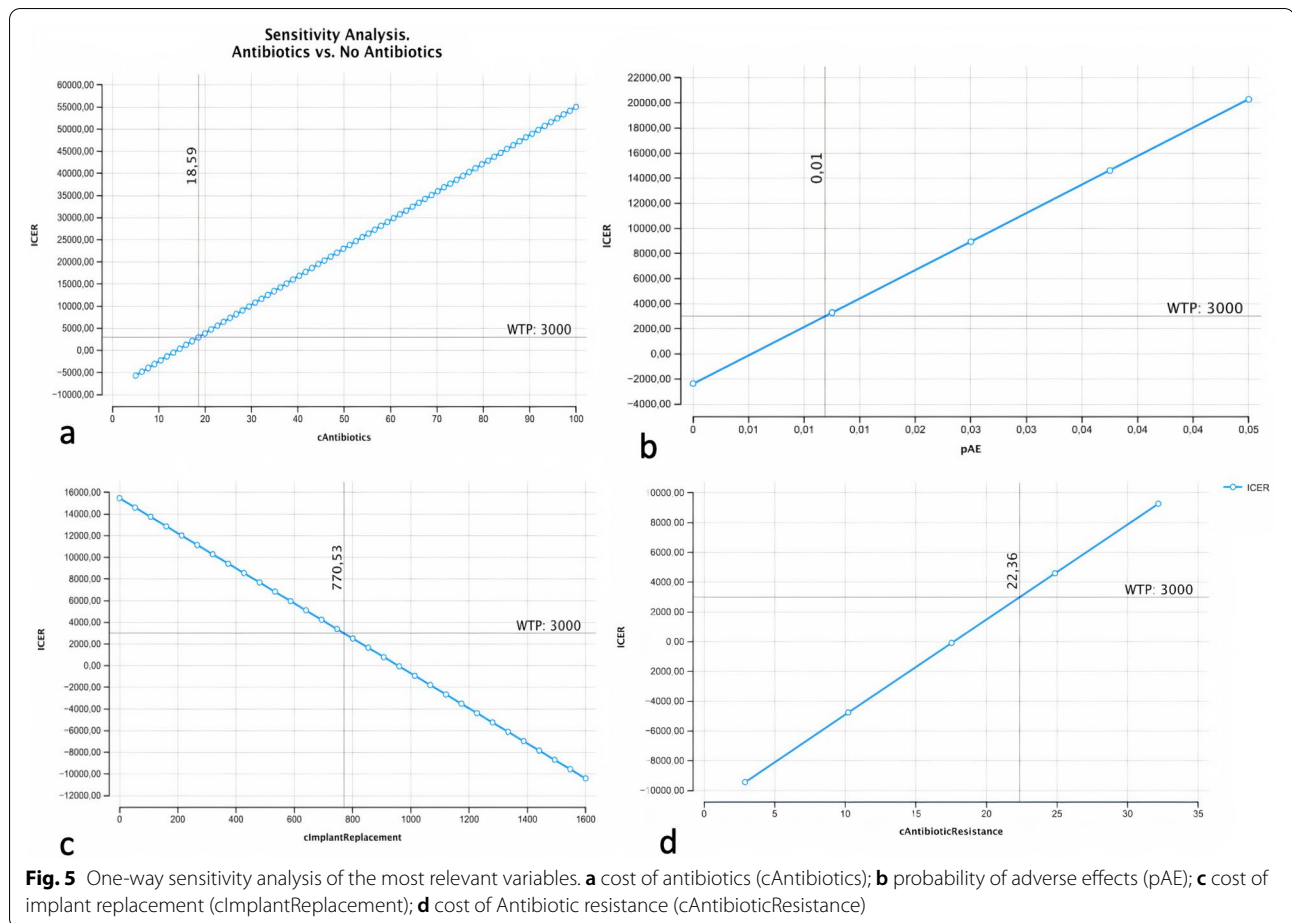 Sensitivity Analysis.
Antibiotics vs. No Antibiotics
60000,00
55000,00
50000,00
45000,00
40000,00
35000,00
30000,00
25000,00
20000,00
15000,00
10000,00
5000,00
0,00
−5000,00
−10000,00
ICER
18,59
WTP: 3000
0 10 20 30 40 50 60 70 80 90 100
cAntibiotics
a
22000,00
20000,00
18000,00
16000,00
14000,00
12000,00
10000,00
8000,00
6000,00
4000,00
2000,00
0,00
−2000,00
−4000,00
ICER
0,01
WTP: 3000
0 0,01 0,01 0,01 0,02 0,03 0,03 0,04 0,04 0,04 0,05
pAE
b
16000,00
14000,00
12000,00
10000,00
8000,00
6000,00
4000,00
2000,00
0,00
−2000,00
−4000,00
−6000,00
−8000,00
−10000,00
−12000,00
ICER
770,53
WTP: 3000
0 200 400 600 800 1000 1200 1400 1600
cImplantReplacement
c
10000,00
8000,00
6000,00
4000,00
2000,00
0,00
−2000,00
−4000,00
−6000,00
−8000,00
−10000,00
ICER
22,36
WTP: 3000
ICER
0 5 10 15 20 25 30 35
cAntibioticResistance
d
Fig. 5 One-way sensitivity analysis of the most relevant variables. a cost of antibiotics (cAntibiotics); b probability of adverse effects (pAE); c cost of
implant replacement (cImplantReplacement); d cost of Antibiotic resistance (cAntibioticResistance)